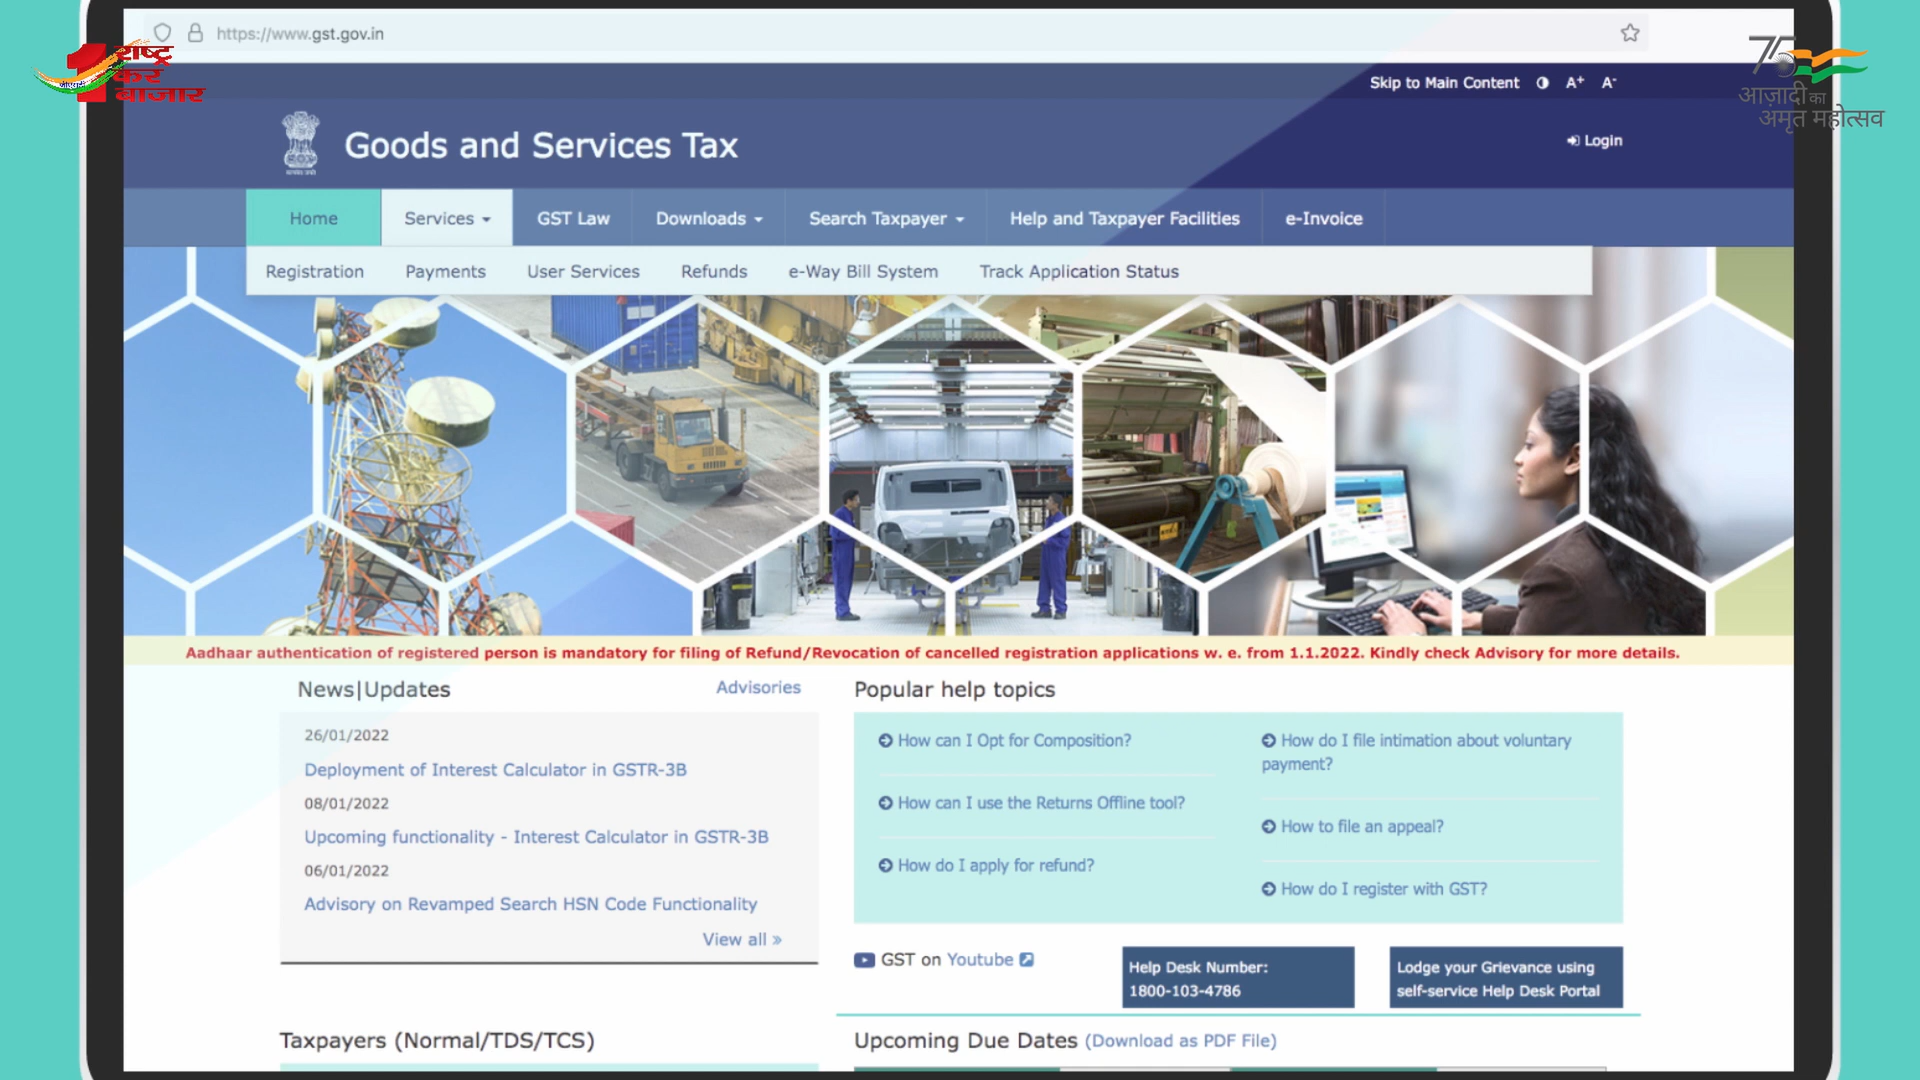 https://www.gst.gov.in
राष्ट्र
कर
बाजार
जीएसटी
75
आज़ादी का
अमृत महोत्सव
Skip to Main Content A+ A-
Goods and Services Tax
Login
Home Services GST Law Downloads Search Taxpayer Help and Taxpayer Facilities e-Invoice
Registration Payments User Services Refunds e-Way Bill System Track Application Status
Aadhaar authentication of registered person is mandatory for filing of Refund/Revocation of cancelled registration applications w. e. from 1.1.2022. Kindly check Advisory for more details.
News|Updates Advisories
26/01/2022
Deployment of Interest Calculator in GSTR-3B
08/01/2022
Upcoming functionality - Interest Calculator in GSTR-3B
06/01/2022
Advisory on Revamped Search HSN Code Functionality
View all »
Popular help topics
How can I Opt for Composition?
How can I use the Returns Offline tool?
How do I apply for refund?
How do I file intimation about voluntary
payment?
How to file an appeal?
How do I register with GST?
GST on Youtube
Help Desk Number:
1800-103-4786
Lodge your Grievance using
self-service Help Desk Portal
Taxpayers (Normal/TDS/TCS)
Upcoming Due Dates (Download as PDF File)